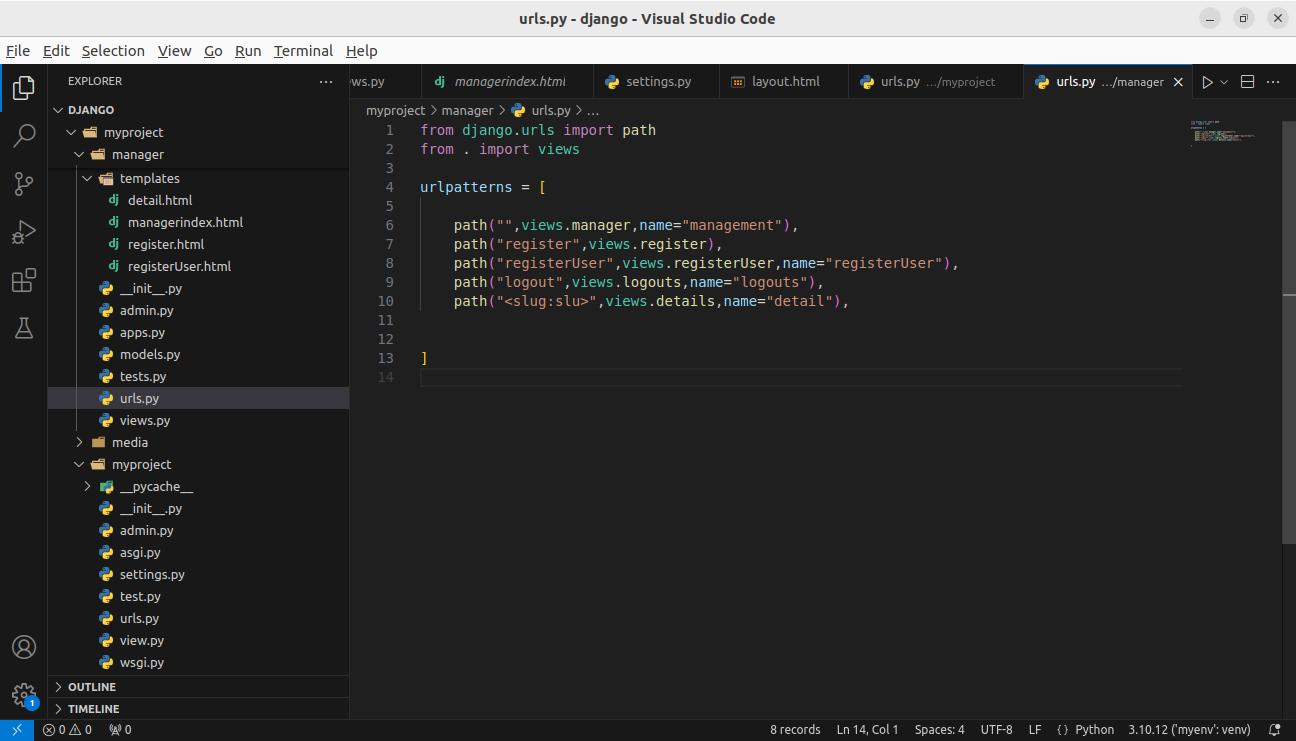 urls.py - django - Visual Studio Code
File Edit Selection View Go Run Terminal Help
EXPLORER
DJANGO
myproject
manager
templates
detail.html
managerindex.html
register.html
registerUser.html
__init__.py
admin.py
apps.py
models.py
tests.py
urls.py
views.py
media
myproject
__pycache__
__init__.py
admin.py
asgi.py
settings.py
test.py
urls.py
view.py
wsgi.py
OUTLINE
TIMELINE
ws.py managerindex.html settings.py layout.html urls.py .../myproject urls.py .../manager
myproject > manager > urls.py > ...
1 from django.urls import path
2 from . import views
3
4 urlpatterns = [
5
6 path("",views.manager,name="management"),
7 path("register",views.register),
8 path("registerUser",views.registerUser,name="registerUser"),
9 path("logout",views.logouts,name="logouts"),
10 path("<slug:slu>",views.details,name="detail"),
11
12
13 ]
14
1
0 0 0 8 records Ln 14, Col 1 Spaces: 4 UTF-8 LF {} Python 3.10.12 ('myenv': venv)